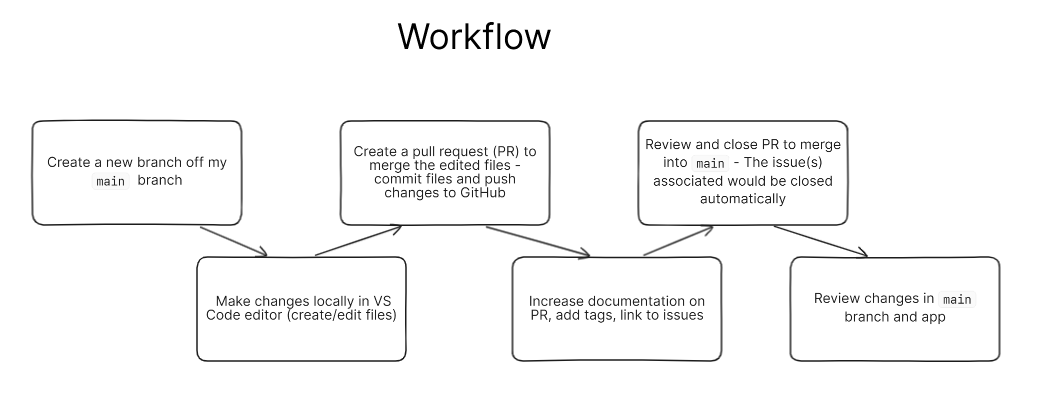 Workflow
Create a new branch off my
main branch
Make changes locally in VS
Code editor (create/edit files)
Create a pull request (PR) to
merge the edited files -
commit files and push
changes to GitHub
Increase documentation on
PR, add tags, link to issues
Review and close PR to merge
into main - The issue(s)
associated would be closed
automatically
Review changes in main
branch and app